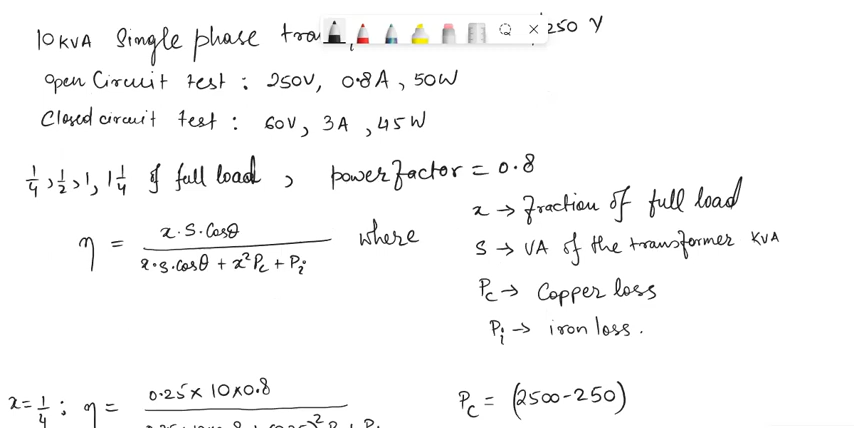 10 KVA Single phase 250 V
open Circuit test : 250V, 0.8A, 50W
Closed circuit test : 60V, 3A, 45W
1/4, 1/2, 1, 1 1/4 of full load, power factor = 0.8
η = x·S·Cosθ / x·S·cosθ + x²Pc + Pi where
x → fraction of full load
S → VA of the transformer KVA
Pc → Copper loss
Pi → iron loss.
x = 1/4 ; η = 0.25 x 10 x 0.8
Pc = (2500-250)